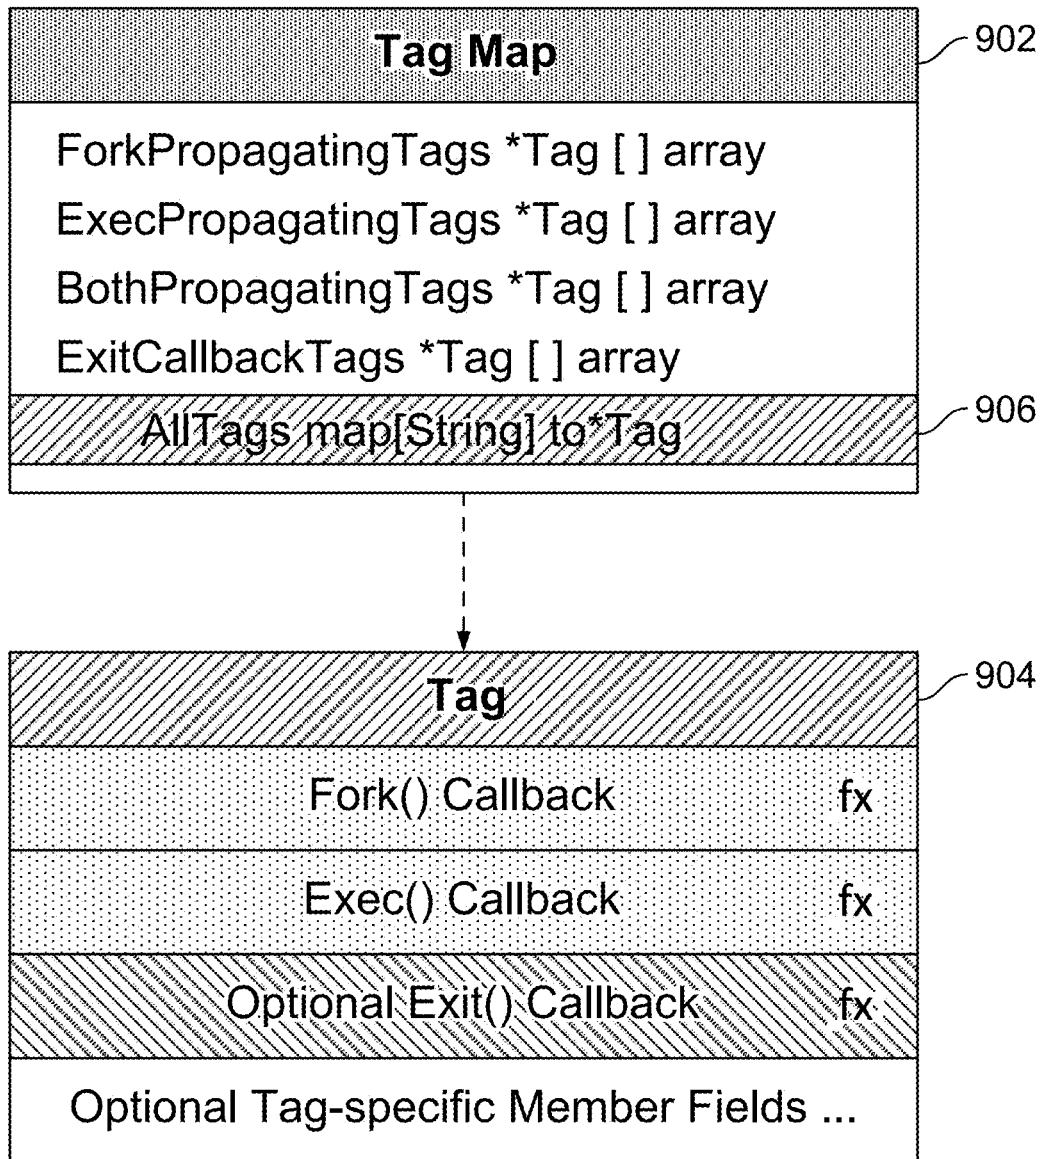 Tag Map
902
ForkPropagatingTags *Tag [ ] array
ExecPropagatingTags *Tag [ ] array
BothPropagatingTags *Tag [ ] array
ExitCallbackTags *Tag [ ] array
AllTags map[String] to*Tag
906
Tag
904
Fork() Callback fx
Exec() Callback fx
Optional Exit() Callback fx
Optional Tag-specific Member Fields ...